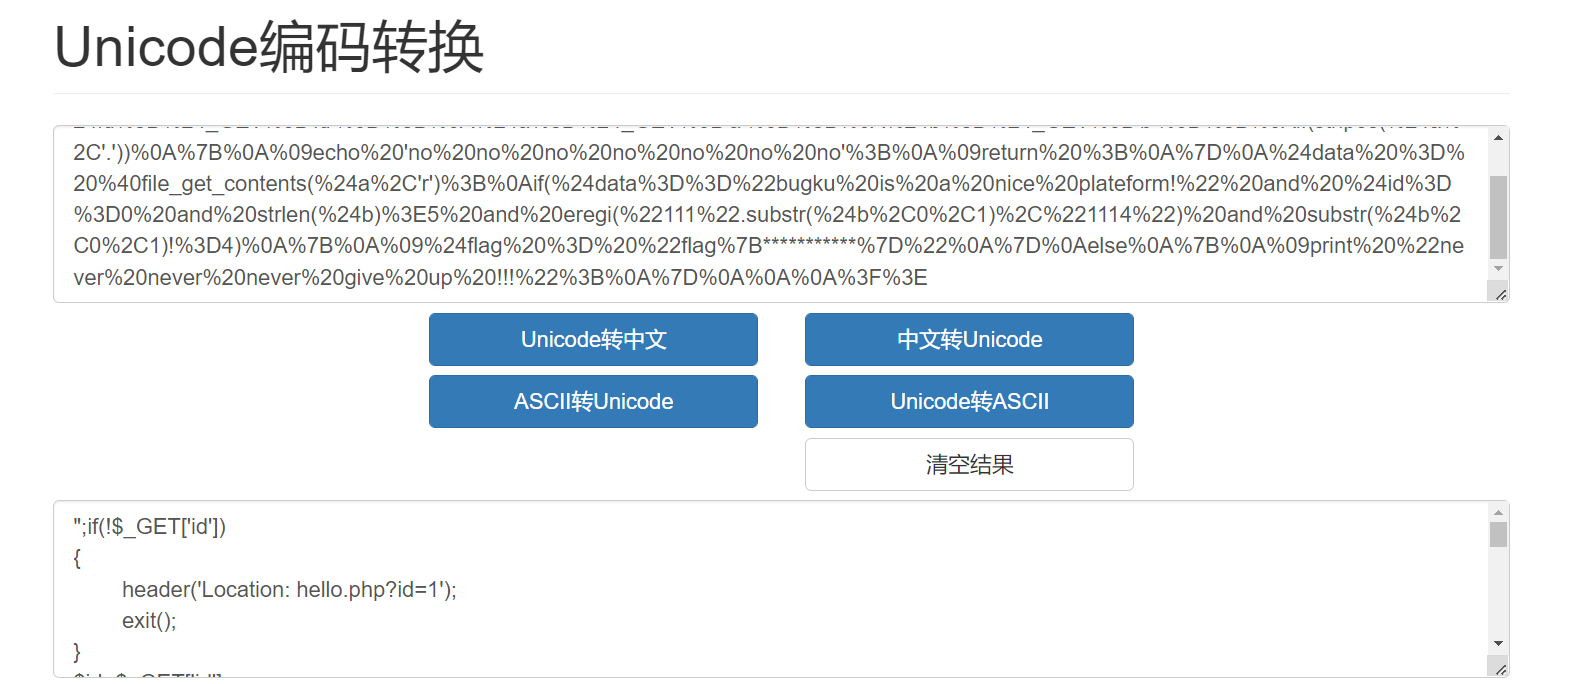 Unicode编码转换
2C'.'))%0A%7B%0A%09echo%20'no%20no%20no%20no%20no%20no%20no'%3B%0A%09return%20%3B%0A%7D%0A%24data%20%3D%
20%40file_get_contents(%24a%2C'r')%3B%0Aif(%24data%3D%3D%22bugku%20is%20a%20nice%20plateform!%22%20and%20%24id%3D
%3D0%20and%20strlen(%24b)%3E5%20and%20eregi(%22111%22.substr(%24b%2C0%2C1)%2C%221114%22)%20and%20substr(%24b%2
C0%2C1)!%3D4)%0A%7B%0A%09%24flag%20%3D%20%22flag%7B***********%7D%22%0A%7D%0Aelse%0A%7B%0A%09print%20%22ne
ver%20never%20never%20give%20up%20!!!%22%3B%0A%7D%0A%0A%0A%3F%3E
Unicode转中文
中文转Unicode
ASCII转Unicode
Unicode转ASCII
清空结果
";if(!$_GET['id'])
{
header('Location: hello.php?id=1');
exit();
}